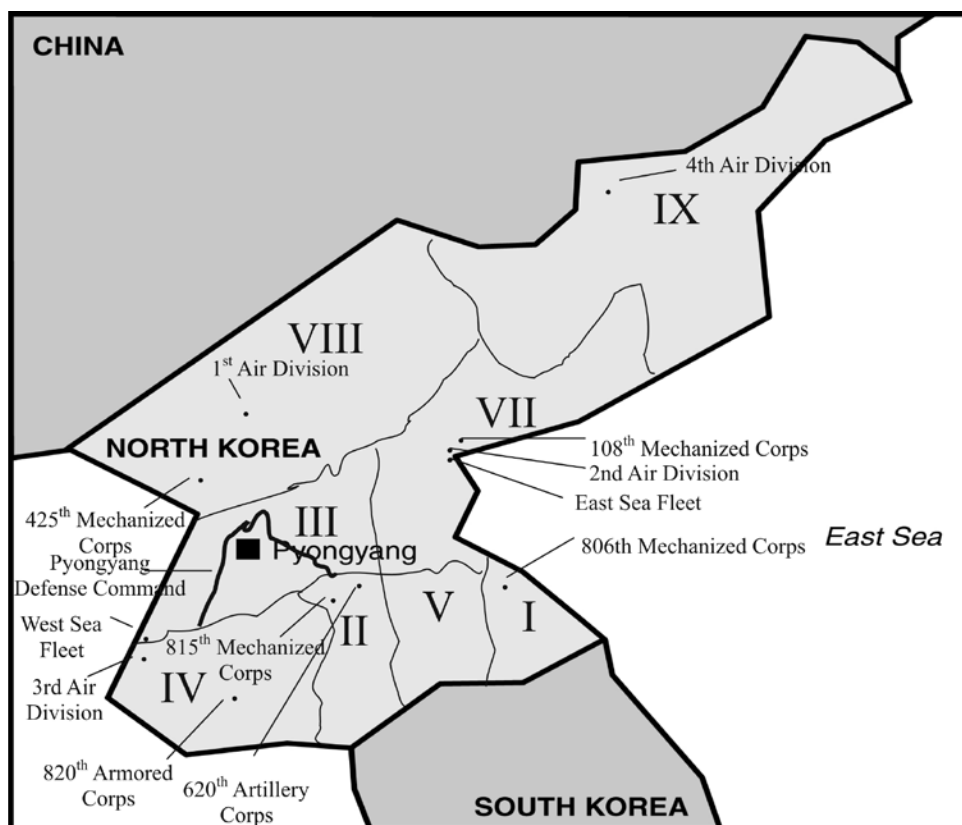 CHINA
4th Air Division
IX
VIII
1st Air Division
VII
NORTH KOREA
108th Mechanized Corps
2nd Air Division
East Sea Fleet
425th Mechanized
Corps
III
Pyongyang
806th Mechanized Corps
East Sea
Pyongyang
Defense Command
V
I
II
West Sea
Fleet
815th Mechanized
Corps
IV
3rd Air
Division
820th Armored
Corps
620th Artillery
Corps
SOUTH KOREA